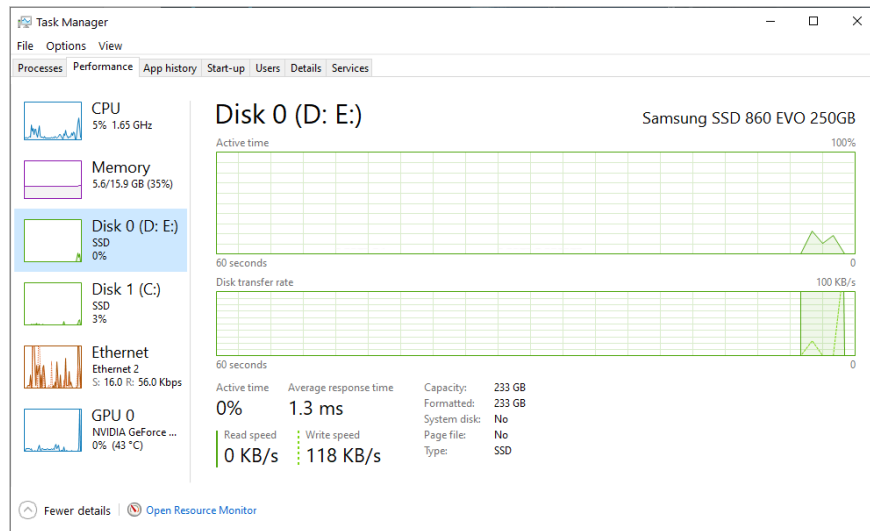 Task Manager
File Options View
Processes Performance App history Start-up Users Details Services
CPU
5% 1.65 GHz
Memory
5.6/15.9 GB (35%)
Disk 0 (D: E:)
SSD
0%
Disk 1 (C:)
SSD
3%
Ethernet
Ethernet 2
S: 16.0 R: 56.0 Kbps
GPU 0
NVIDIA GeForce ...
0% (43 °C)
Disk 0 (D: E:) Samsung SSD 860 EVO 250GB
Active time 100%
60 seconds 0
Disk transfer rate 100 KB/s
60 seconds 0
Active time Average response time
0% 1.3 ms
Read speed Write speed
0 KB/s 118 KB/s
Capacity: 233 GB
Formatted: 233 GB
System disk: No
Page file: No
Type: SSD
Fewer details Open Resource Monitor